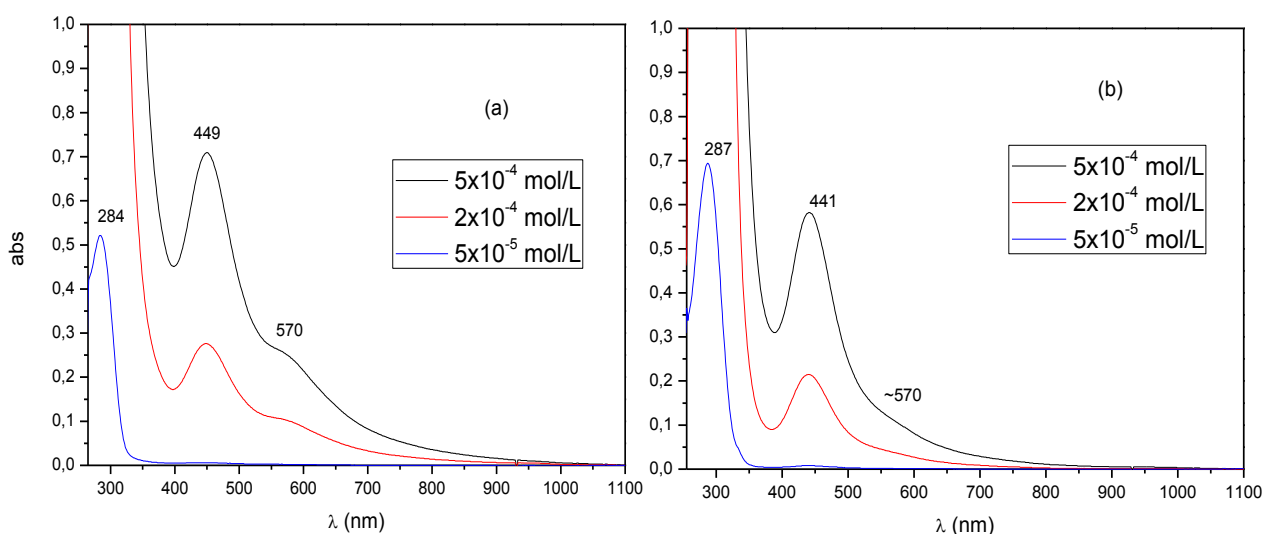 abs
1,0
0,9
0,8
0,7
0,6
0,5
0,4
0,3
0,2
0,1
0,0
(a)
449
284
570
5x10⁻⁴ mol/L
2x10⁻⁴ mol/L
5x10⁻⁵ mol/L
300 400 500 600 700 800 900 1000 1100
λ (nm)
1,0
0,9
0,8
0,7
0,6
0,5
0,4
0,3
0,2
0,1
0,0
(b)
287
441
~570
5x10⁻⁴ mol/L
2x10⁻⁴ mol/L
5x10⁻⁵ mol/L
300 400 500 600 700 800 900 1000 1100
λ (nm)